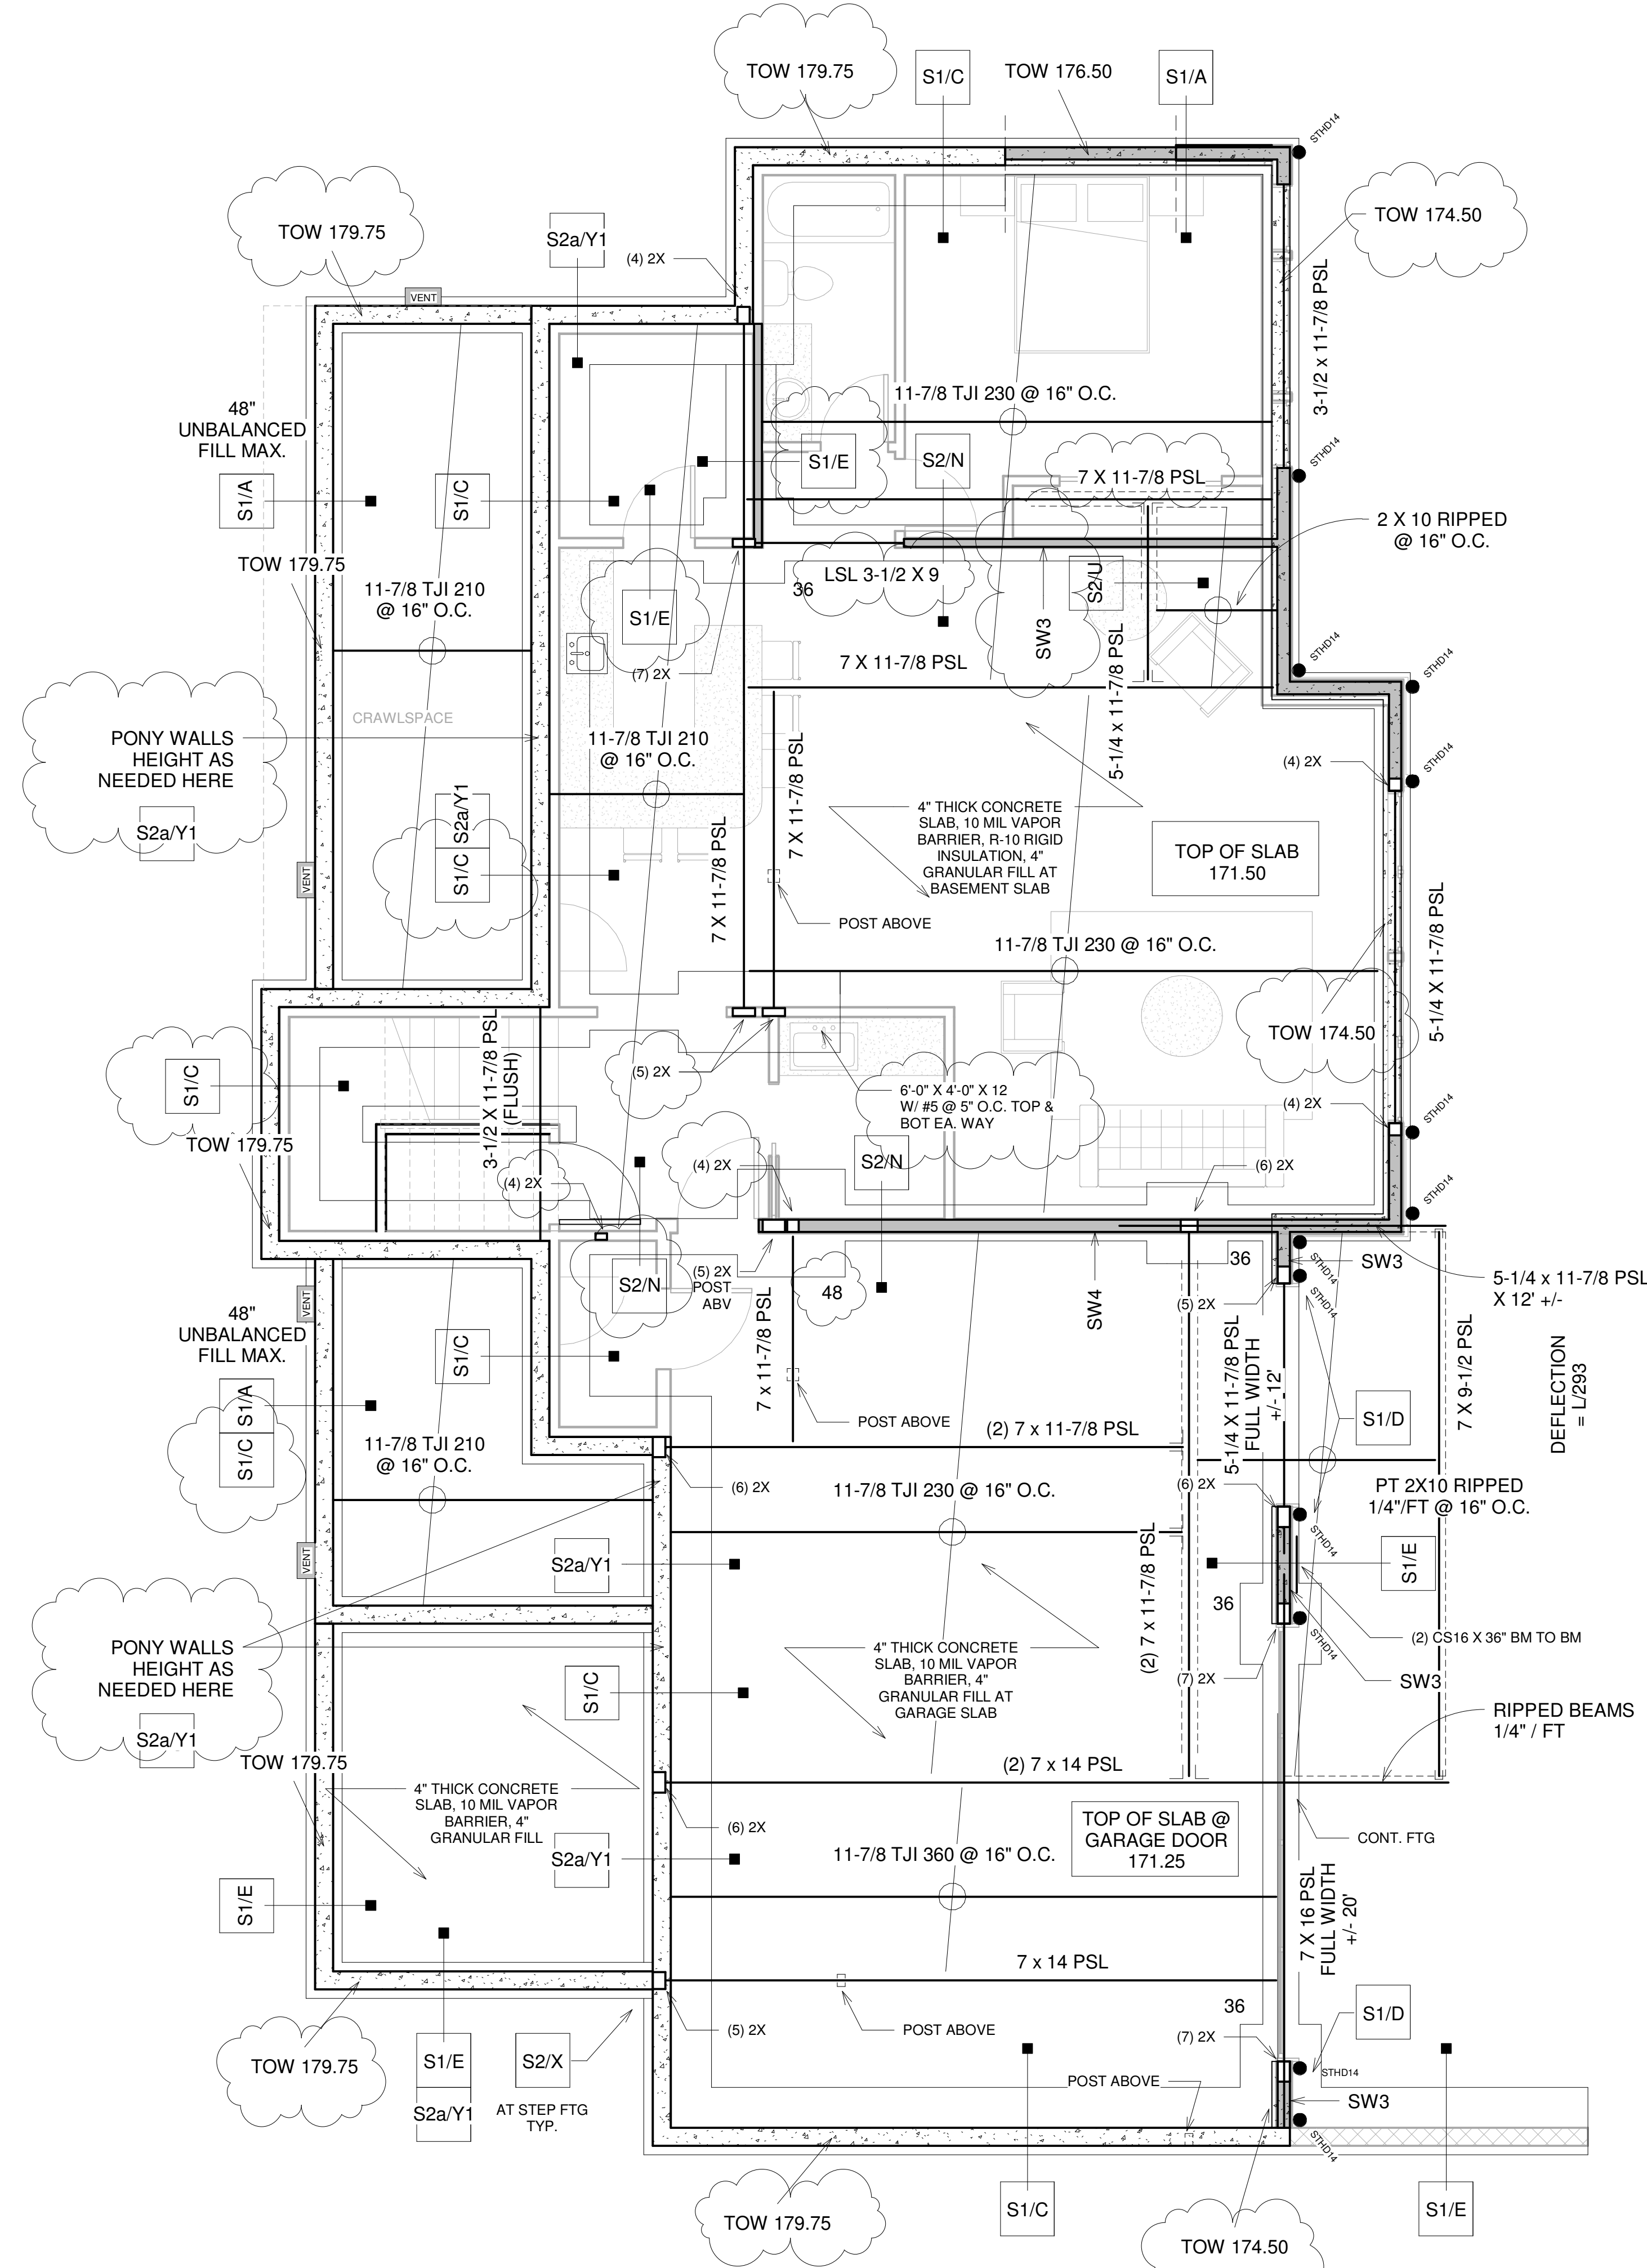 TOW 179.75
S1/C
TOW 176.50
S1/A
STHD14
TOW 179.75
S2a/Y1
(4) 2X
TOW 174.50
VENT
3-1/2 x 11-7/8 PSL
48"
UNBALANCED
FILL MAX.
11-7/8 TJI 230 @ 16" O.C.
S1/A
S1/C
S1/E
S2/N
STHD14
7 X 11-7/8 PSL
2 X 10 RIPPED
@ 16" O.C.
TOW 179.75
11-7/8 TJI 210
@ 16" O.C.
LSL 3-1/2 X 9
36
S2/U
S1/E
SW3
(7) 2X
7 X 11-7/8 PSL
5-1/4 x 11-7/8 PSL
STHD14
STHD14
CRAWLSPACE
PONY WALLS
HEIGHT AS
NEEDED HERE
S2a/Y1
11-7/8 TJI 210
@ 16" O.C.
7 X 11-7/8 PSL
7 X 11-7/8 PSL
(4) 2X
STHD14
S2a/Y1
S1/C
4" THICK CONCRETE
SLAB, 10 MIL VAPOR
BARRIER, R-10 RIGID
INSULATION, 4"
GRANULAR FILL AT
BASEMENT SLAB
TOP OF SLAB
171.50
VENT
POST ABOVE
11-7/8 TJI 230 @ 16" O.C.
5-1/4 X 11-7/8 PSL
TOW 174.50
S1/C
TOW 179.75
3-1/2 X 11-7/8 PSL
(FLUSH)
(5) 2X
6'-0" X 4'-0" X 12
W/ #5 @ 5" O.C. TOP &
BOT EA. WAY
(4) 2X
STHD14
S2/N
(4) 2X
(4) 2X
(6) 2X
STHD14
S2/N
(5) 2X
POST
ABV
48
36
SW3
STHD14
STHD14
5-1/4 x 11-7/8 PSL
X 12' +/-
VENT
48"
UNBALANCED
FILL MAX.
S1/C
7 x 11-7/8 PSL
SW4
(5) 2X
5-1/4 X 11-7/8 PSL
FULL WIDTH
+/- 12'
7 X 9-1/2 PSL
DEFLECTION
= L/293
S1/A
S1/C
S1/D
POST ABOVE
(2) 7 x 11-7/8 PSL
11-7/8 TJI 210
@ 16" O.C.
(6) 2X
11-7/8 TJI 230 @ 16" O.C.
(6) 2X
PT 2X10 RIPPED
1/4"/FT @ 16" O.C.
VENT
S2a/Y1
(2) 7 x 11-7/8 PSL
STHD14
S1/E
36
PONY WALLS
HEIGHT AS
NEEDED HERE
S2a/Y1
STHD14
(2) CS16 X 36" BM TO BM
4" THICK CONCRETE
SLAB, 10 MIL VAPOR
BARRIER, 4"
GRANULAR FILL AT
GARAGE SLAB
S1/C
(7) 2X
SW3
RIPPED BEAMS
1/4" / FT
TOW 179.75
(2) 7 x 14 PSL
4" THICK CONCRETE
SLAB, 10 MIL VAPOR
BARRIER, 4"
GRANULAR FILL
(6) 2X
TOP OF SLAB @
GARAGE DOOR
171.25
CONT. FTG
S2a/Y1
11-7/8 TJI 360 @ 16" O.C.
S1/E
7 X 16 PSL
FULL WIDTH
+/- 20'
7 x 14 PSL
36
S1/D
(5) 2X
POST ABOVE
(7) 2X
TOW 179.75
S1/E
S2a/Y1
S2/X
AT STEP FTG
TYP.
POST ABOVE
STHD14
SW3
STHD14
TOW 179.75
S1/C
S1/E
TOW 174.50